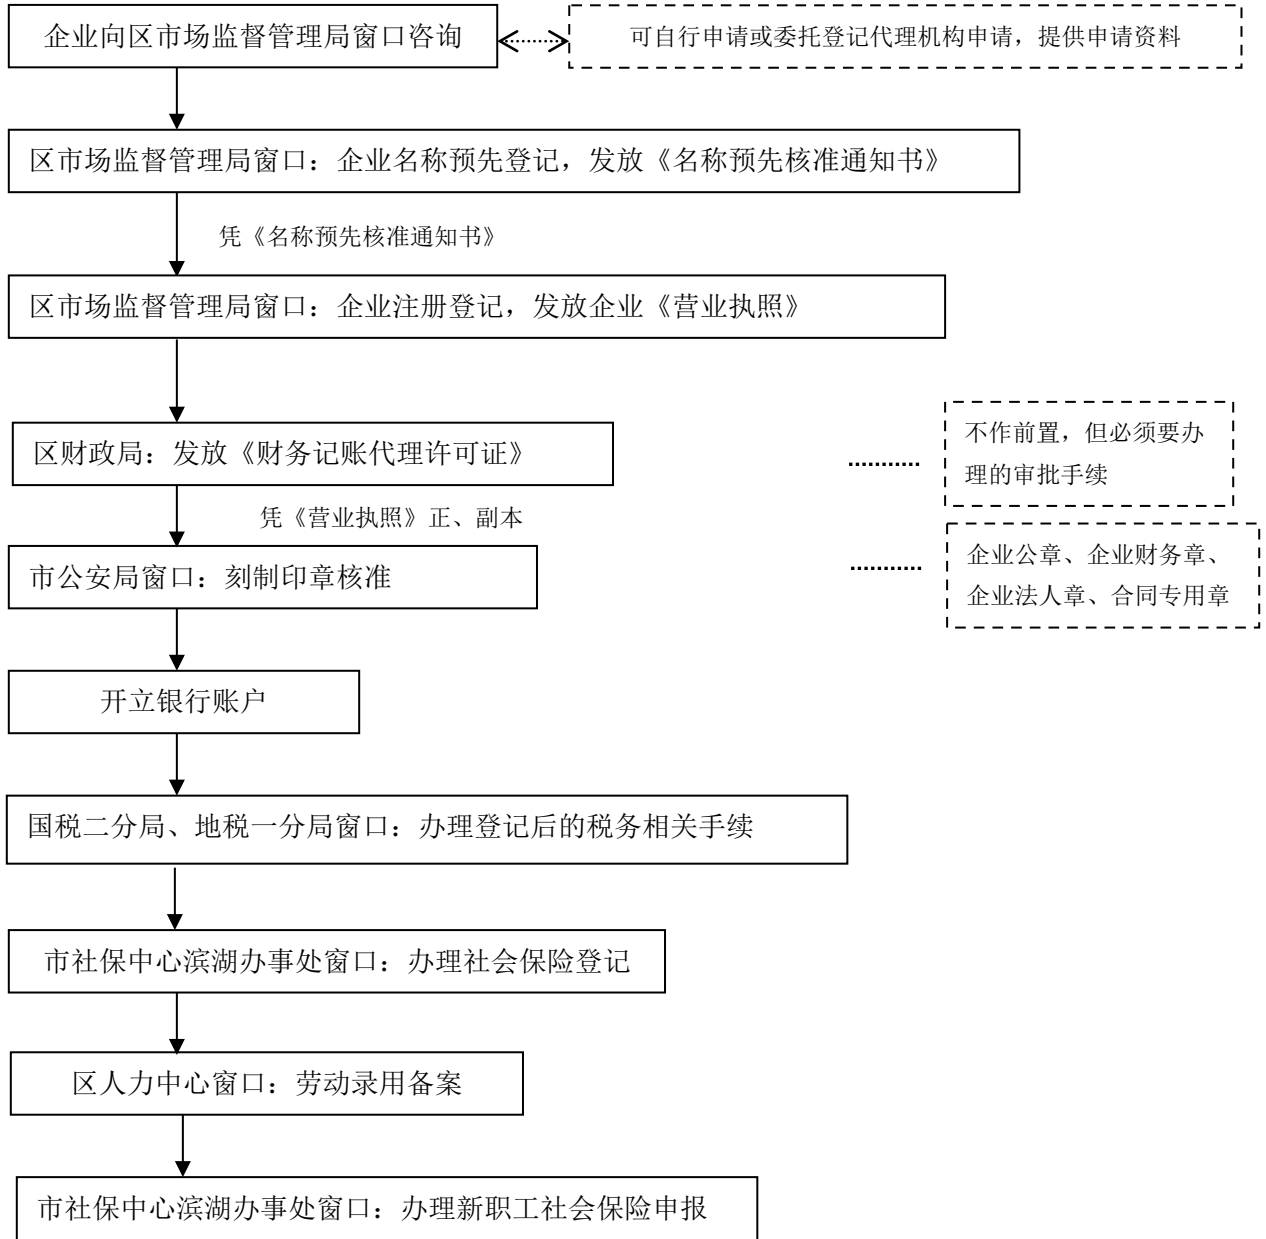 企业向区市场监督管理局窗口咨询
可自行申请或委托登记代理机构申请，提供申请资料
区市场监督管理局窗口：企业名称预先登记，发放《名称预先核准通知书》
凭《名称预先核准通知书》
区市场监督管理局窗口：企业注册登记，发放企业《营业执照》
区财政局：发放《财务记账代理许可证》
不作前置，但必须要办
理的审批手续
凭《营业执照》正、副本
市公安局窗口：刻制印章核准
企业公章、企业财务章、
企业法人章、合同专用章
开立银行账户
国税二分局、地税一分局窗口：办理登记后的税务相关手续
市社保中心滨湖办事处窗口：办理社会保险登记
区人力中心窗口：劳动录用备案
市社保中心滨湖办事处窗口：办理新职工社会保险申报